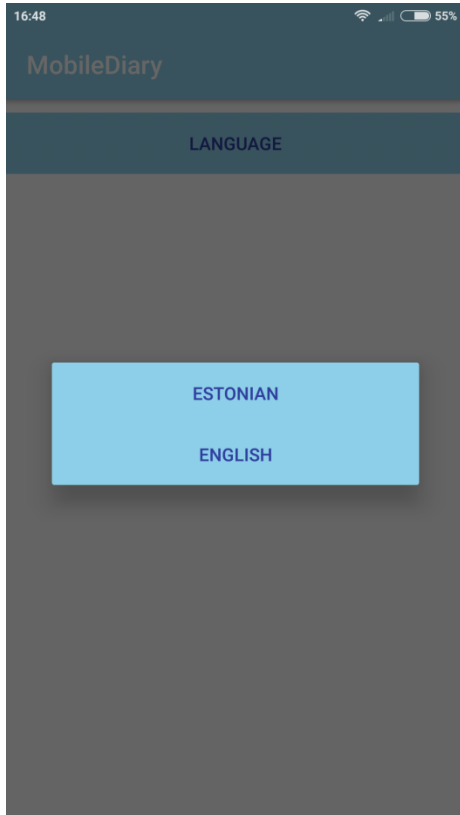 16:48 55%
MobileDiary
LANGUAGE
ESTONIAN
ENGLISH